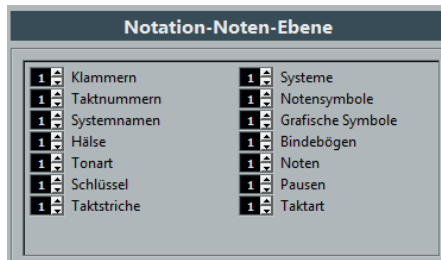 Notation-Noten-Ebene
1 Klammern
1 Taktnummern
1 Systemnamen
1 Hälse
1 Tonart
1 Schlüssel
1 Taktstriche
1 Systeme
1 Notensymbole
1 Grafische Symbole
1 Bindebögen
1 Noten
1 Pausen
1 Taktart